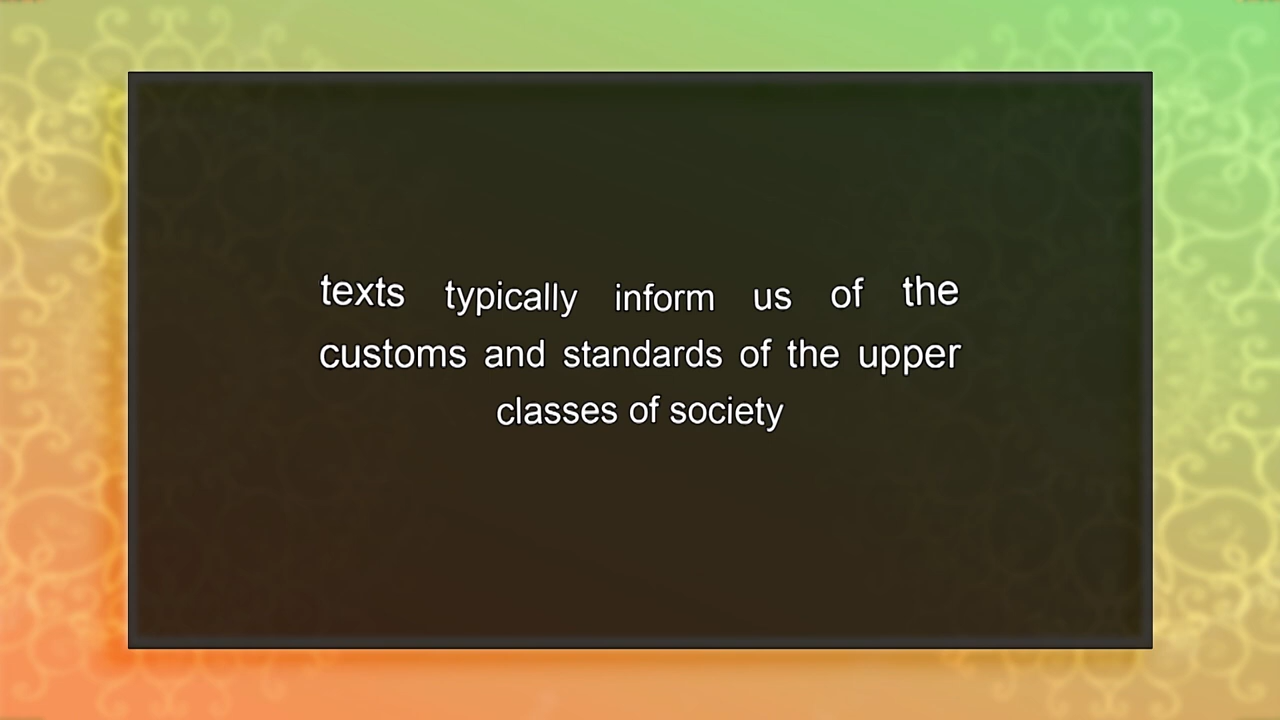 texts typically inform us of the
customs and standards of the upper
classes of society